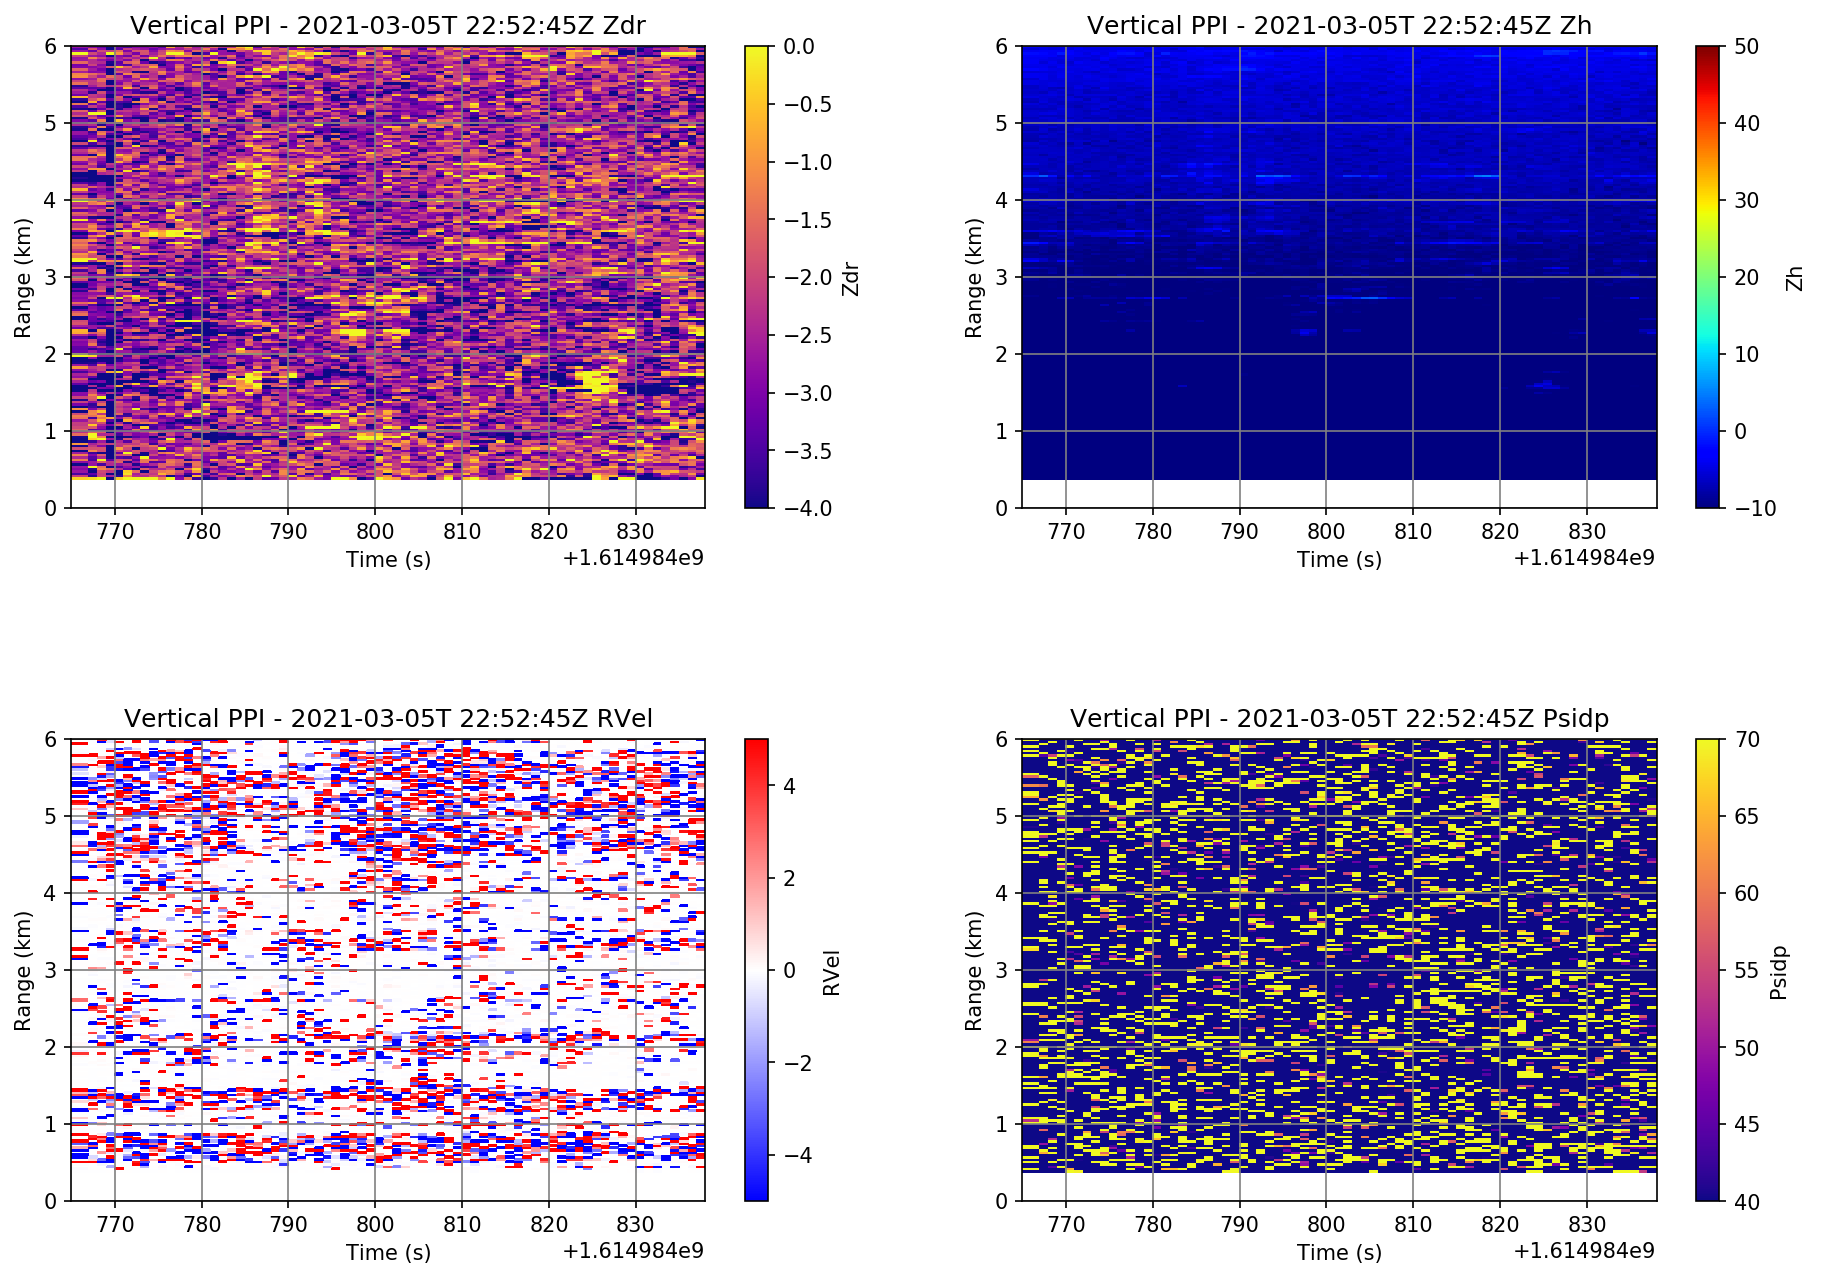 Vertical PPI - 2021-03-05T 22:52:45Z Zdr
6
5
4
3
2
1
0
Range (km)
770 780 790 800 810 820 830
Time (s)
+1.614984e9
0.0
−0.5
−1.0
−1.5
−2.0
−2.5
−3.0
−3.5
−4.0
Zdr
Vertical PPI - 2021-03-05T 22:52:45Z Zh
6
5
4
3
2
1
0
Range (km)
770 780 790 800 810 820 830
Time (s)
+1.614984e9
50
40
30
20
10
0
−10
Zh
Vertical PPI - 2021-03-05T 22:52:45Z RVel
6
5
4
3
2
1
0
Range (km)
770 780 790 800 810 820 830
Time (s)
+1.614984e9
4
2
0
−2
−4
RVel
Vertical PPI - 2021-03-05T 22:52:45Z Psidp
6
5
4
3
2
1
0
Range (km)
770 780 790 800 810 820 830
Time (s)
+1.614984e9
70
65
60
55
50
45
40
Psidp